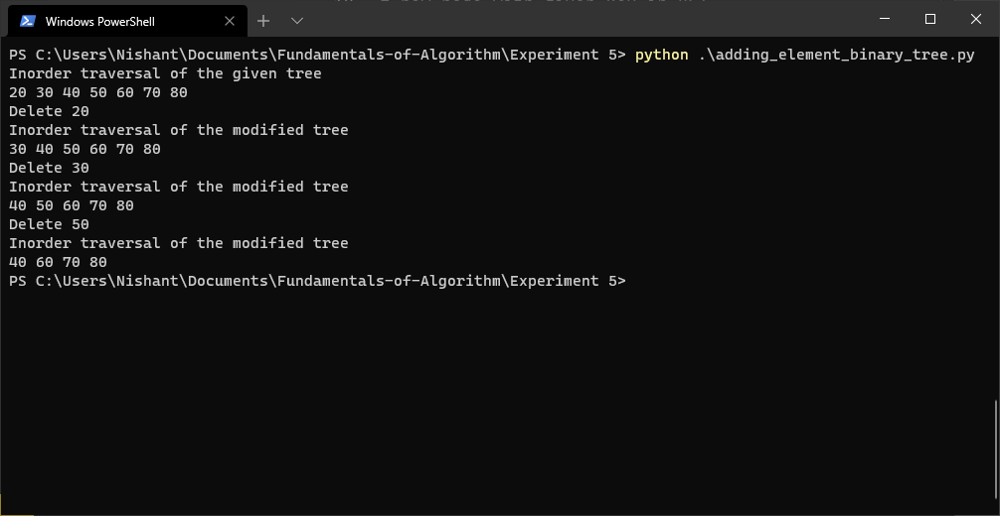 Windows PowerShell
PS C:\Users\Nishant\Documents\Fundamentals-of-Algorithm\Experiment 5> python .\adding_element_binary_tree.py
Inorder traversal of the given tree
20 30 40 50 60 70 80
Delete 20
Inorder traversal of the modified tree
30 40 50 60 70 80
Delete 30
Inorder traversal of the modified tree
40 50 60 70 80
Delete 50
Inorder traversal of the modified tree
40 60 70 80
PS C:\Users\Nishant\Documents\Fundamentals-of-Algorithm\Experiment 5>